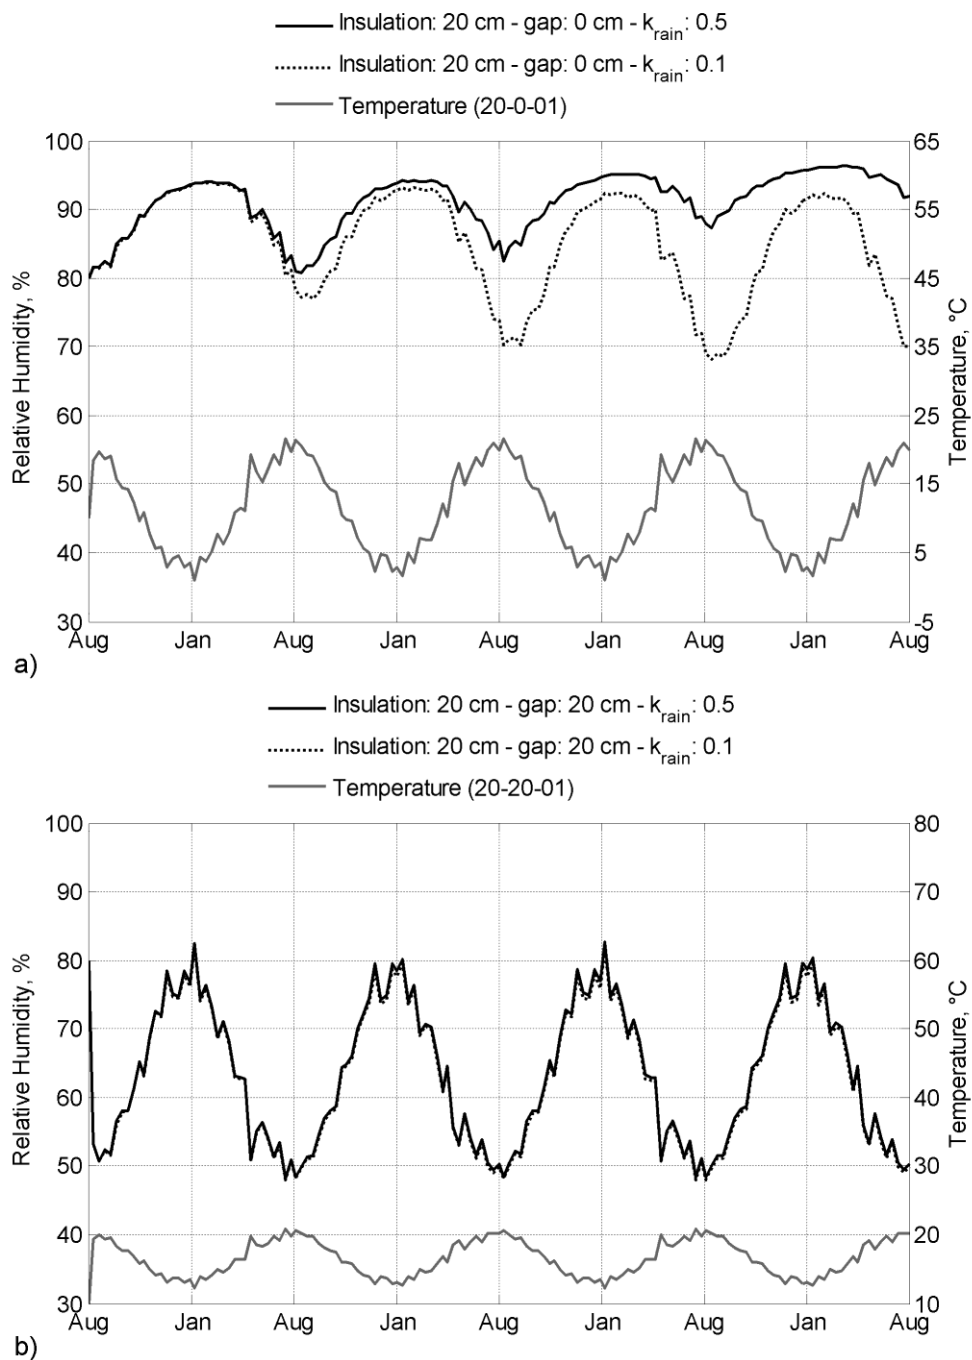 Insulation: 20 cm - gap: 0 cm - k_rain: 0.5
Insulation: 20 cm - gap: 0 cm - k_rain: 0.1
Temperature (20-0-01)
100
90
80
70
60
50
40
30
Relative Humidity, %
65
55
45
35
25
15
5
-5
Temperature, °C
Aug Jan Aug Jan Aug Jan Aug Jan Aug
a)
Insulation: 20 cm - gap: 20 cm - k_rain: 0.5
Insulation: 20 cm - gap: 20 cm - k_rain: 0.1
Temperature (20-20-01)
100
90
80
70
60
50
40
30
Relative Humidity, %
80
70
60
50
40
30
20
10
Temperature, °C
Aug Jan Aug Jan Aug Jan Aug Jan Aug
b)